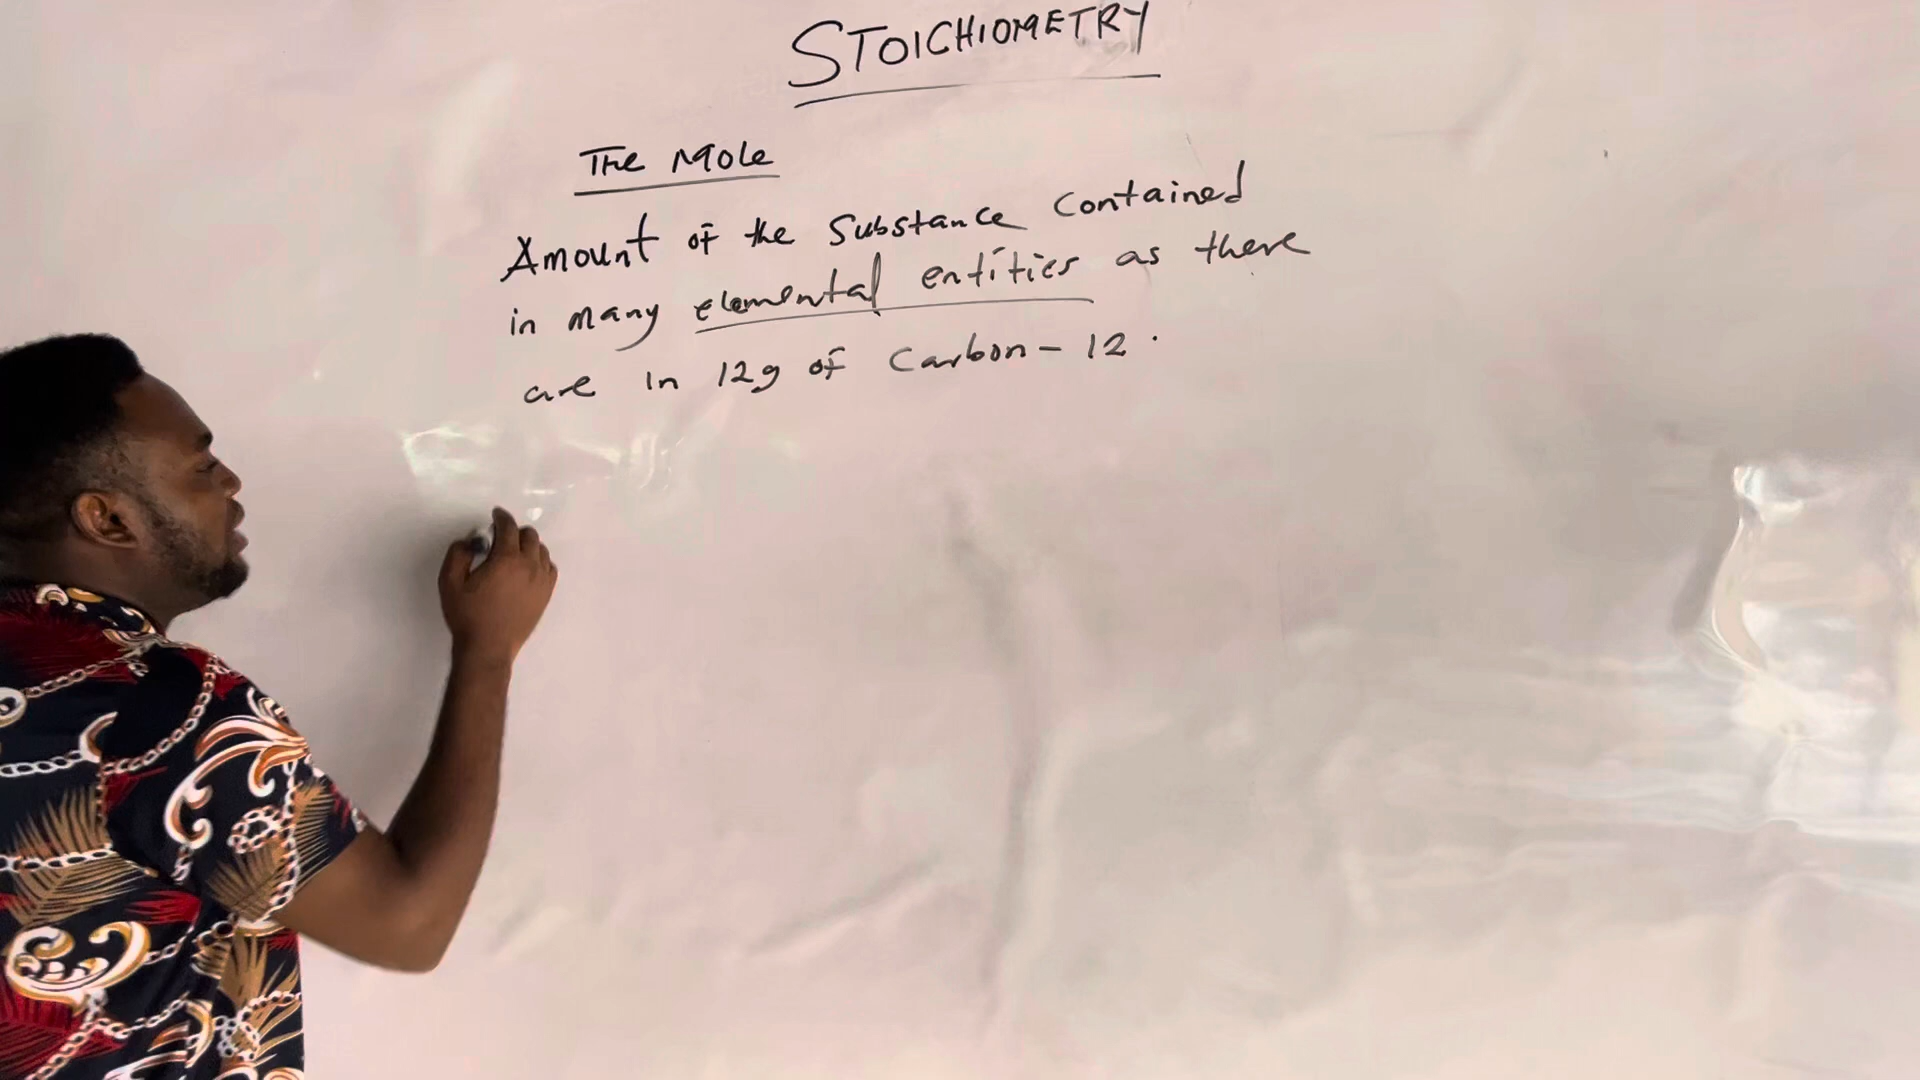 STOICHIOMETRY
The Mole
Amount of the Substance Contained
in many elemental entities as there
are in 12g of Carbon-12.